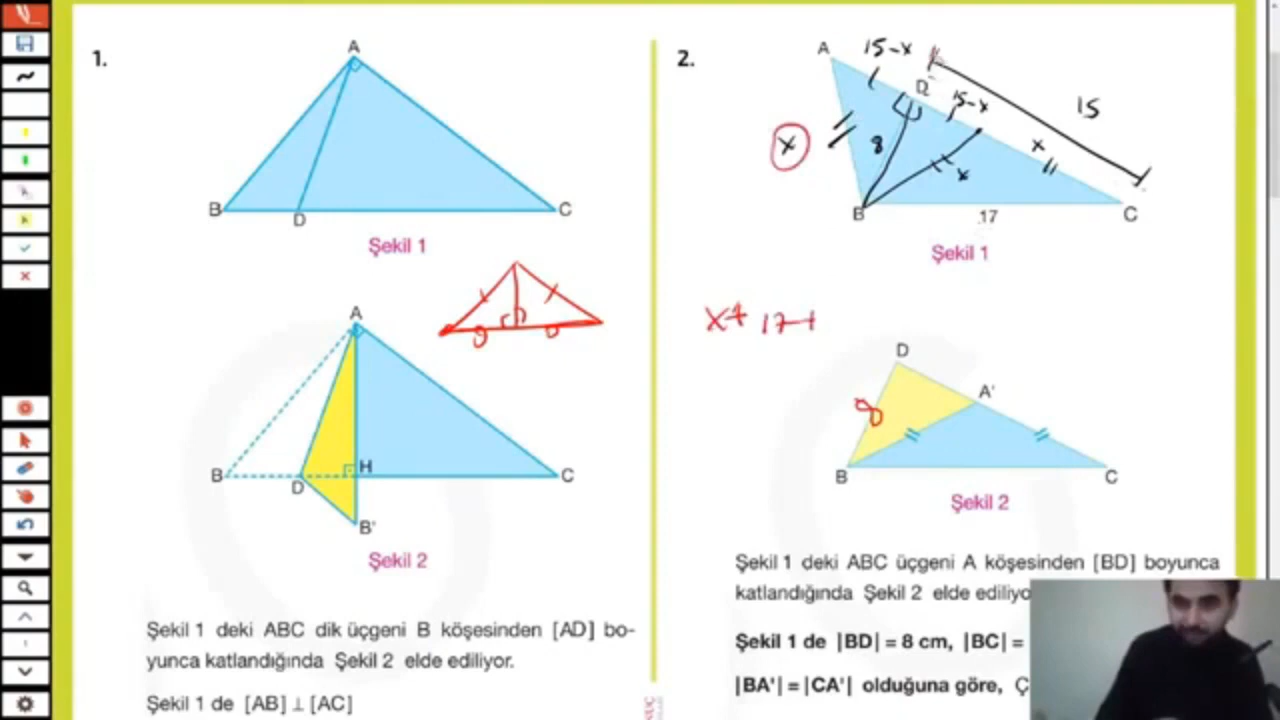 1.
A
B
D
C
Şekil 1
A
B
D
H
C
B'
Şekil 2
Şekil 1 deki ABC dik üçgeni B köşesinden [AD] bo-
yunca katlandığında Şekil 2 elde ediliyor.
Şekil 1 de [AB] ⊥ [AC]
2.
A
15-x
D
15-x
15
x
8
x
x
B
17
C
Şekil 1
x+17+
D
8
A'
B
C
Şekil 2
Şekil 1 deki ABC üçgeni A köşesinden [BD] boyunca
katlandığında Şekil 2 elde ediliyo
Şekil 1 de |BD| = 8 cm, |BC| =
|BA'| = |CA'| olduğuna göre, Ç